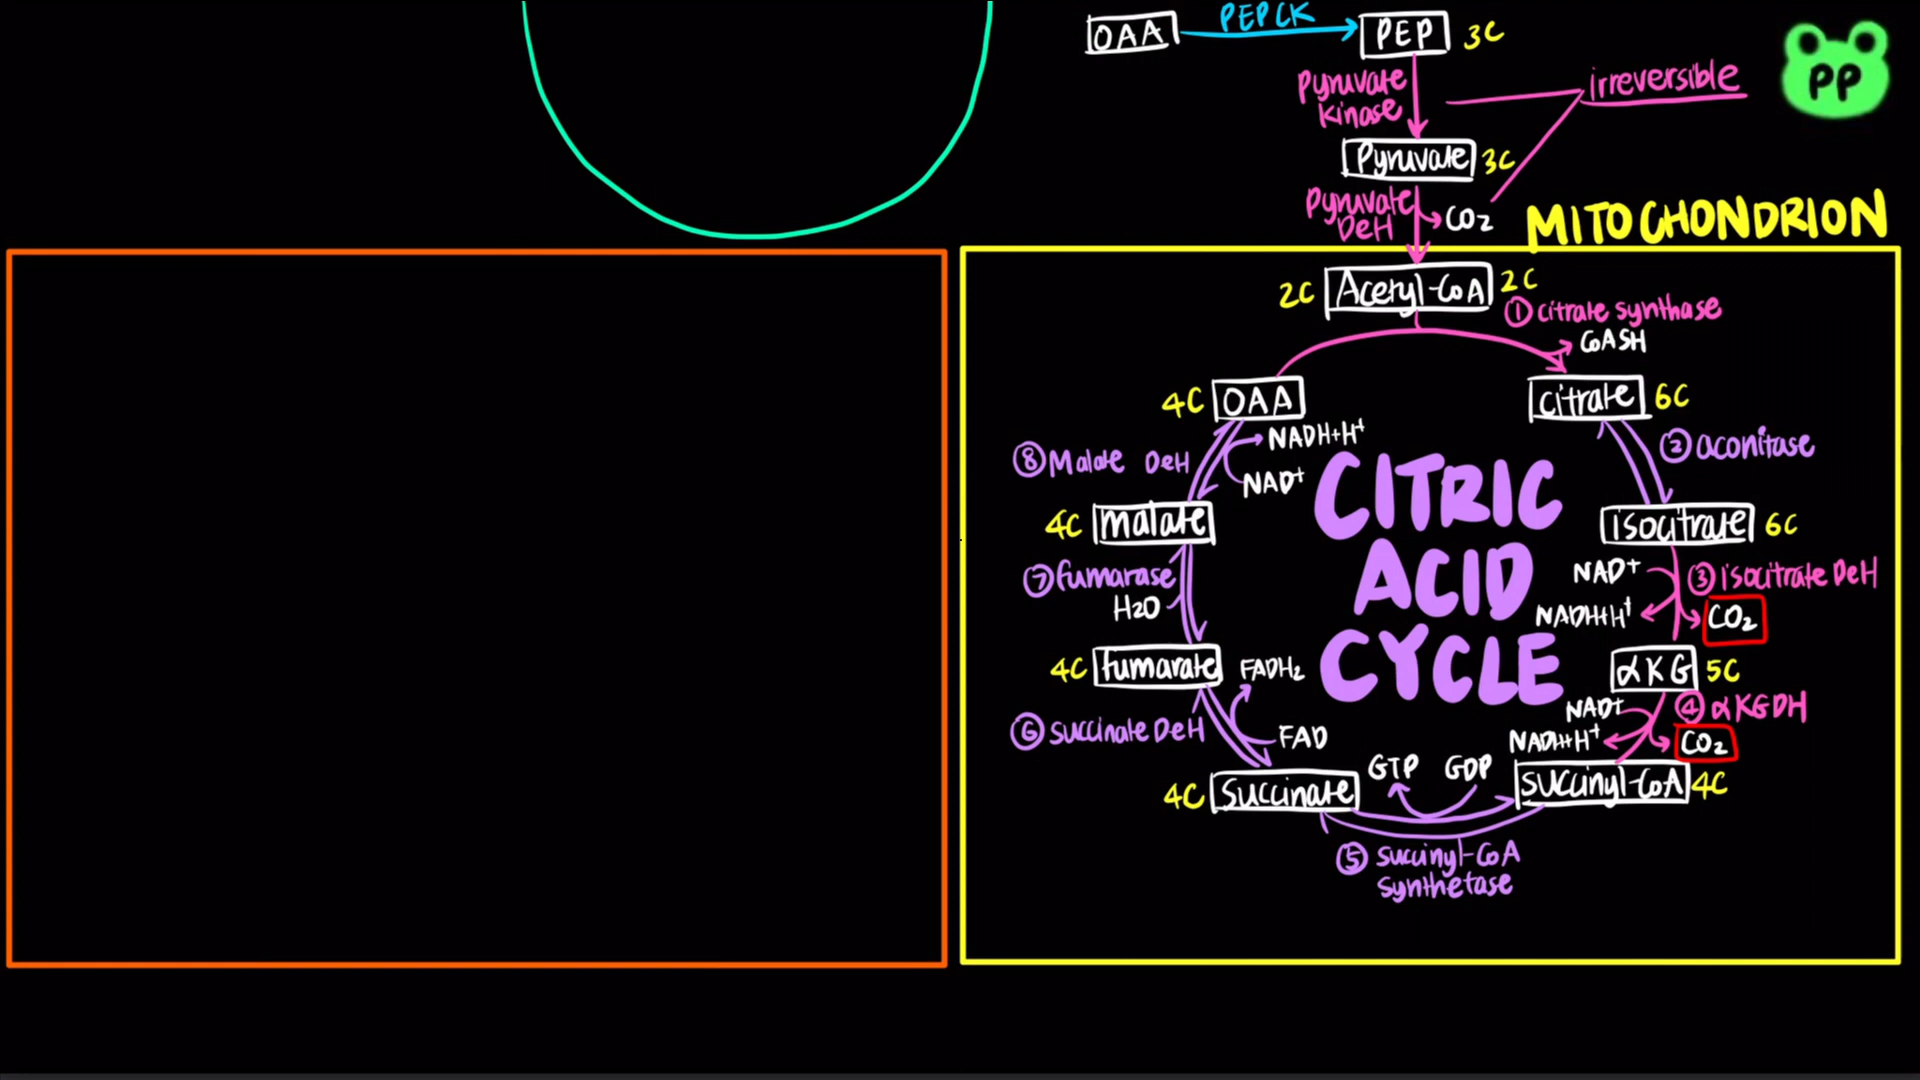 OAA PEPCK PEP 3C
PP
irreversible
Pyruvate
kinase
Pyruvate 3C
Pyruvate
DeH
CO2
MITOCHONDRION
2C Acetyl-CoA 2C
① citrate synthase
CoASH
4C OAA
citrate 6C
NADH+H+
② aconitase
⑧ Malate DeH
NAD+
CITRIC
ACID
CYCLE
4C malate
isocitrate 6C
NAD+
③ isocitrate DeH
⑦ fumarase
H2O
NADH+H+
CO2
4C fumarate
FADH2
αKG 5C
NAD+
④ αKGDH
⑥ succinate DeH
FAD
NADH+H+
CO2
GTP GDP
4C Succinate
Succinyl-CoA 4C
⑤ succinyl-CoA
synthetase